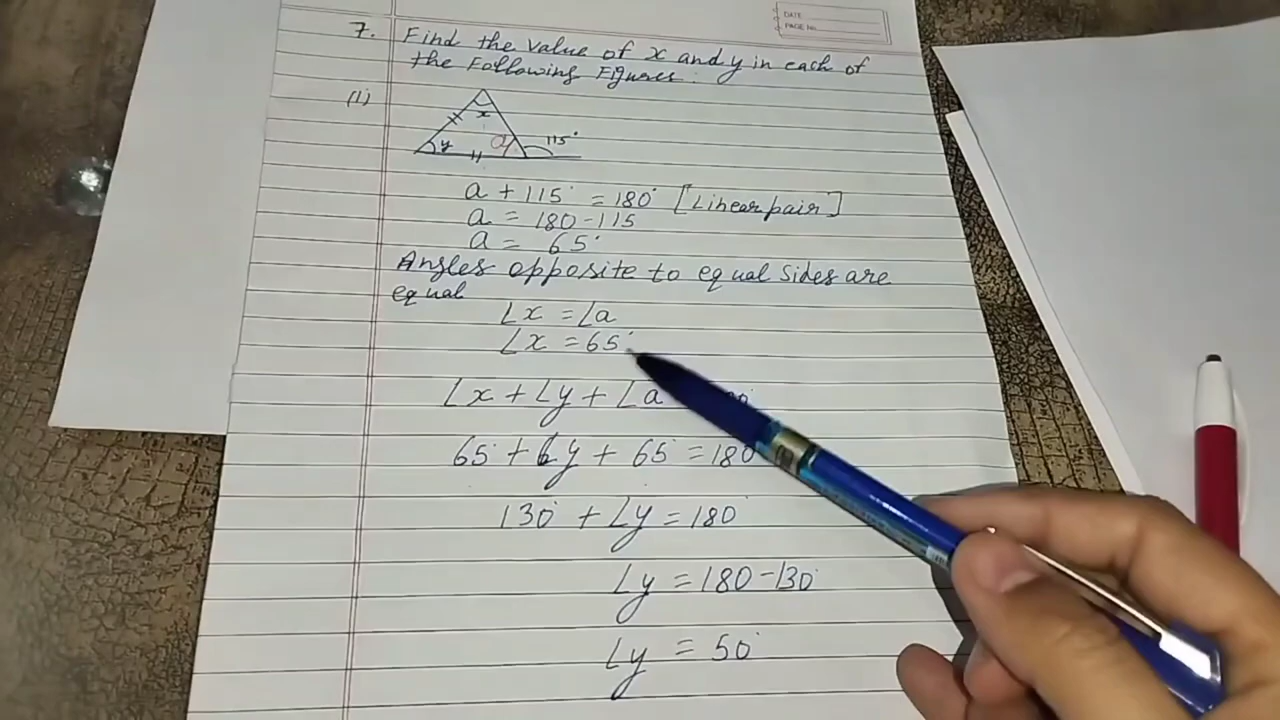 DATE
PAGE No.
7. Find the value of x and y in each of
the Following Figures:
(i)
x
y
a
115°
a + 115° = 180° [Linear pair]
a = 180 - 115
a = 65°
Angles opposite to equal sides are
equal
∠x = ∠a
∠x = 65°
∠x + ∠y + ∠a
65° + ∠y + 65° = 180
130° + ∠y = 180
∠y = 180 - 130°
∠y = 50°